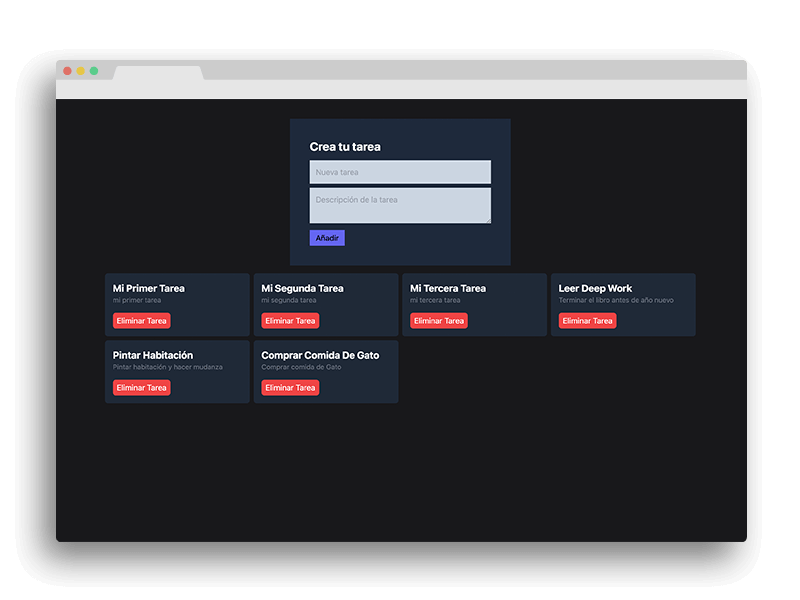 Crea tu tarea
Nueva tarea
Descripción de la tarea
Añadir
Mi Primer Tarea
mi primer tarea
Eliminar Tarea
Mi Segunda Tarea
mi segunda tarea
Eliminar Tarea
Mi Tercera Tarea
mi tercera tarea
Eliminar Tarea
Leer Deep Work
Terminar el libro antes de año nuevo
Eliminar Tarea
Pintar Habitación
Pintar habitación y hacer mudanza
Eliminar Tarea
Comprar Comida De Gato
Comprar comida de Gato
Eliminar Tarea